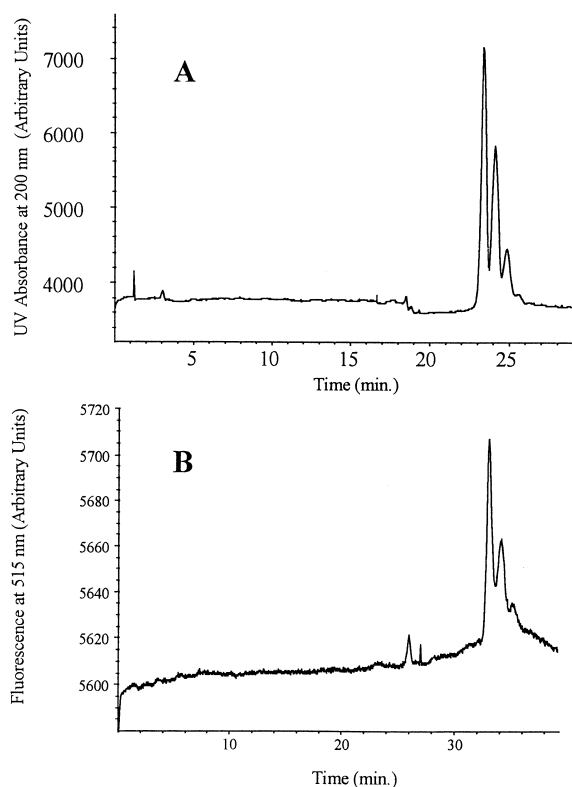 A
UV Absorbance at 200 nm (Arbitrary Units)
7000
6000
5000
4000
5 10 15 20 25
Time (min.)
B
Fluorescence at 515 nm (Arbitrary Units)
5720
5700
5680
5660
5640
5620
5600
10 20 30
Time (min.)